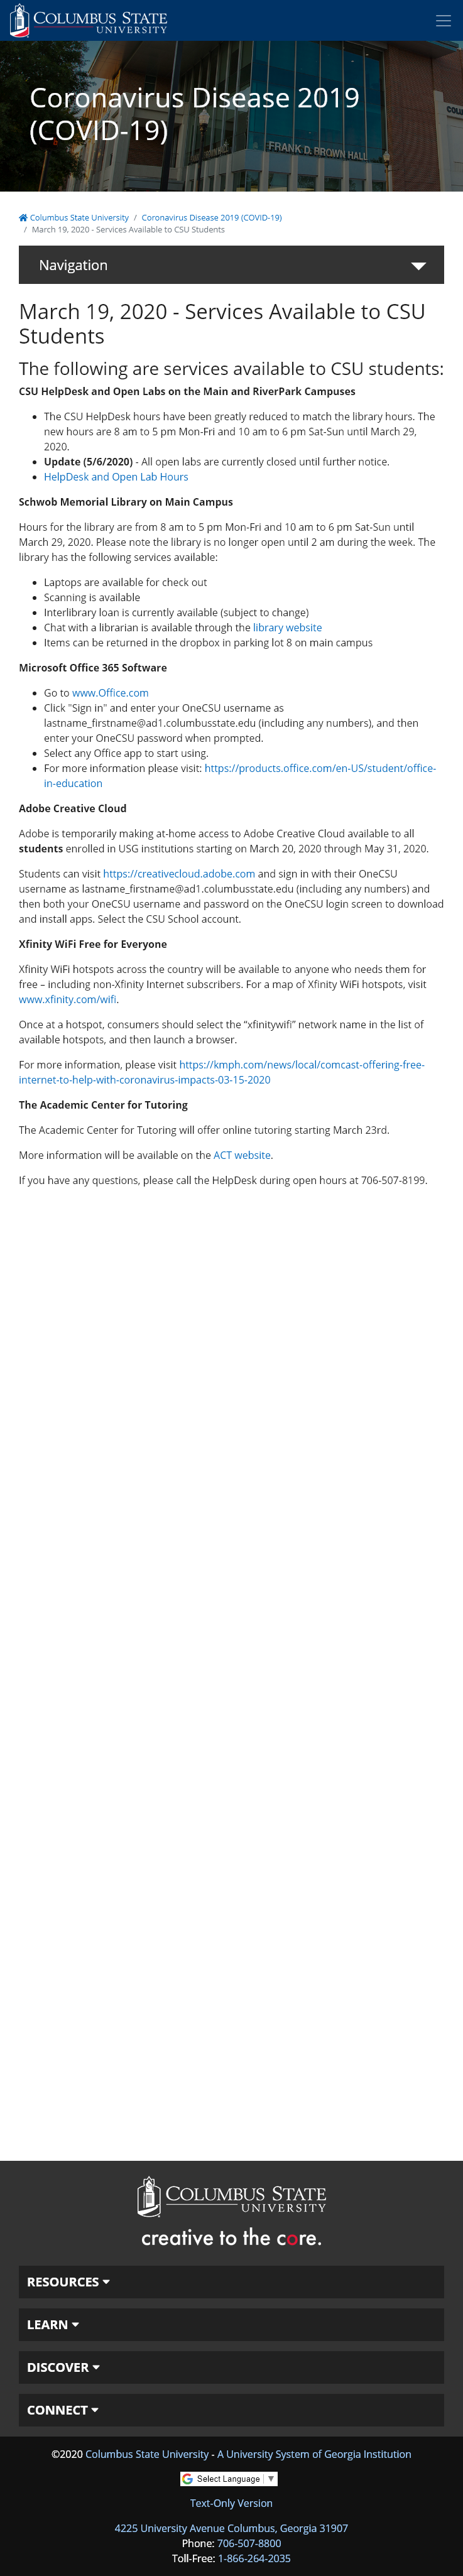 COLUMBUS STATE
UNIVERSITY
Coronavirus Disease 2019
(COVID-19)
FRANK D. BROWN HALL
Columbus State University / Coronavirus Disease 2019 (COVID-19)
/ March 19, 2020 - Services Available to CSU Students
Navigation
March 19, 2020 - Services Available to CSU
Students
The following are services available to CSU students:
CSU HelpDesk and Open Labs on the Main and RiverPark Campuses
• The CSU HelpDesk hours have been greatly reduced to match the library hours. The
new hours are 8 am to 5 pm Mon-Fri and 10 am to 6 pm Sat-Sun until March 29,
2020.
• Update (5/6/2020) - All open labs are currently closed until further notice.
• HelpDesk and Open Lab Hours
Schwob Memorial Library on Main Campus
Hours for the library are from 8 am to 5 pm Mon-Fri and 10 am to 6 pm Sat-Sun until
March 29, 2020. Please note the library is no longer open until 2 am during the week. The
library has the following services available:
• Laptops are available for check out
• Scanning is available
• Interlibrary loan is currently available (subject to change)
• Chat with a librarian is available through the library website
• Items can be returned in the dropbox in parking lot 8 on main campus
Microsoft Office 365 Software
• Go to www.Office.com
• Click "Sign in" and enter your OneCSU username as
lastname_firstname@ad1.columbusstate.edu (including any numbers), and then
enter your OneCSU password when prompted.
• Select any Office app to start using.
• For more information please visit: https://products.office.com/en-US/student/office-
in-education
Adobe Creative Cloud
Adobe is temporarily making at-home access to Adobe Creative Cloud available to all
students enrolled in USG institutions starting on March 20, 2020 through May 31, 2020.
Students can visit https://creativecloud.adobe.com and sign in with their OneCSU
username as lastname_firstname@ad1.columbusstate.edu (including any numbers) and
then both your OneCSU username and password on the OneCSU login screen to download
and install apps. Select the CSU School account.
Xfinity WiFi Free for Everyone
Xfinity WiFi hotspots across the country will be available to anyone who needs them for
free – including non-Xfinity Internet subscribers. For a map of Xfinity WiFi hotspots, visit
www.xfinity.com/wifi.
Once at a hotspot, consumers should select the “xfinitywifi” network name in the list of
available hotspots, and then launch a browser.
For more information, please visit https://kmph.com/news/local/comcast-offering-free-
internet-to-help-with-coronavirus-impacts-03-15-2020
The Academic Center for Tutoring
The Academic Center for Tutoring will offer online tutoring starting March 23rd.
More information will be available on the ACT website.
If you have any questions, please call the HelpDesk during open hours at 706-507-8199.
COLUMBUS STATE
UNIVERSITY
creative to the core.
RESOURCES
LEARN
DISCOVER
CONNECT
©2020 Columbus State University - A University System of Georgia Institution
Select Language
Text-Only Version
4225 University Avenue Columbus, Georgia 31907
Phone: 706-507-8800
Toll-Free: 1-866-264-2035